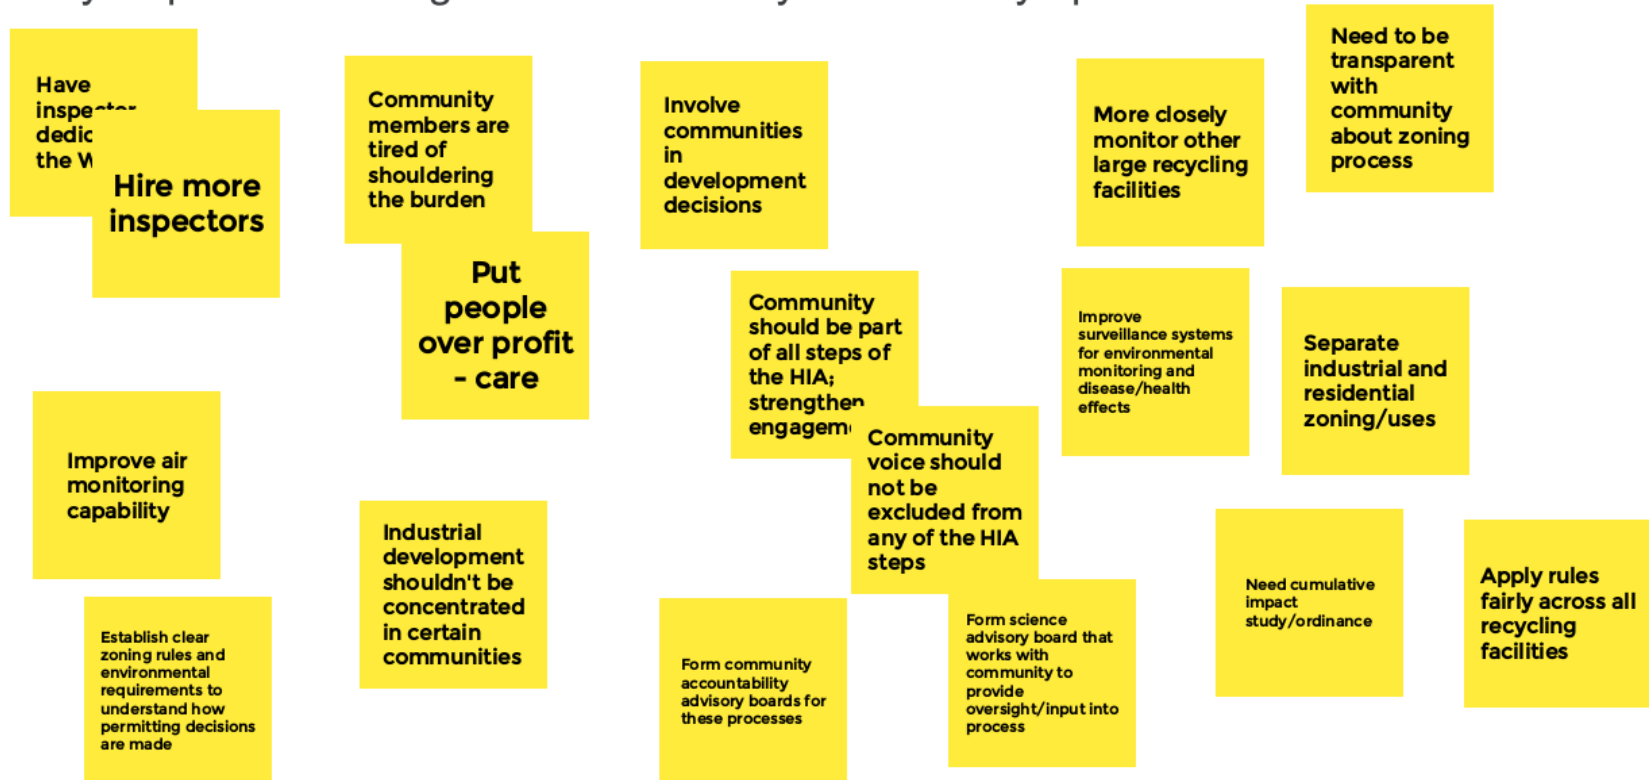 Have
inspector
dedic
the W
Hire more
inspectors
Community
members are
tired of
shouldering
the burden
Put
people
over profit
- care
Involve
communities
in
development
decisions
Community
should be part
of all steps of
the HIA;
strengthen
engagem
Community
voice should
not be
excluded from
any of the HIA
steps
More closely
monitor other
large recycling
facilities
Need to be
transparent
with
community
about zoning
process
Improve
surveillance systems
for environmental
monitoring and
disease/health
effects
Separate
industrial and
residential
zoning/uses
Improve air
monitoring
capability
Establish clear
zoning rules and
environmental
requirements to
understand how
permitting decisions
are made
Industrial
development
shouldn't be
concentrated
in certain
communities
Form community
accountability
advisory boards for
these processes
Form science
advisory board that
works with
community to
provide
oversight/input into
process
Need cumulative
impact
study/ordinance
Apply rules
fairly across all
recycling
facilities